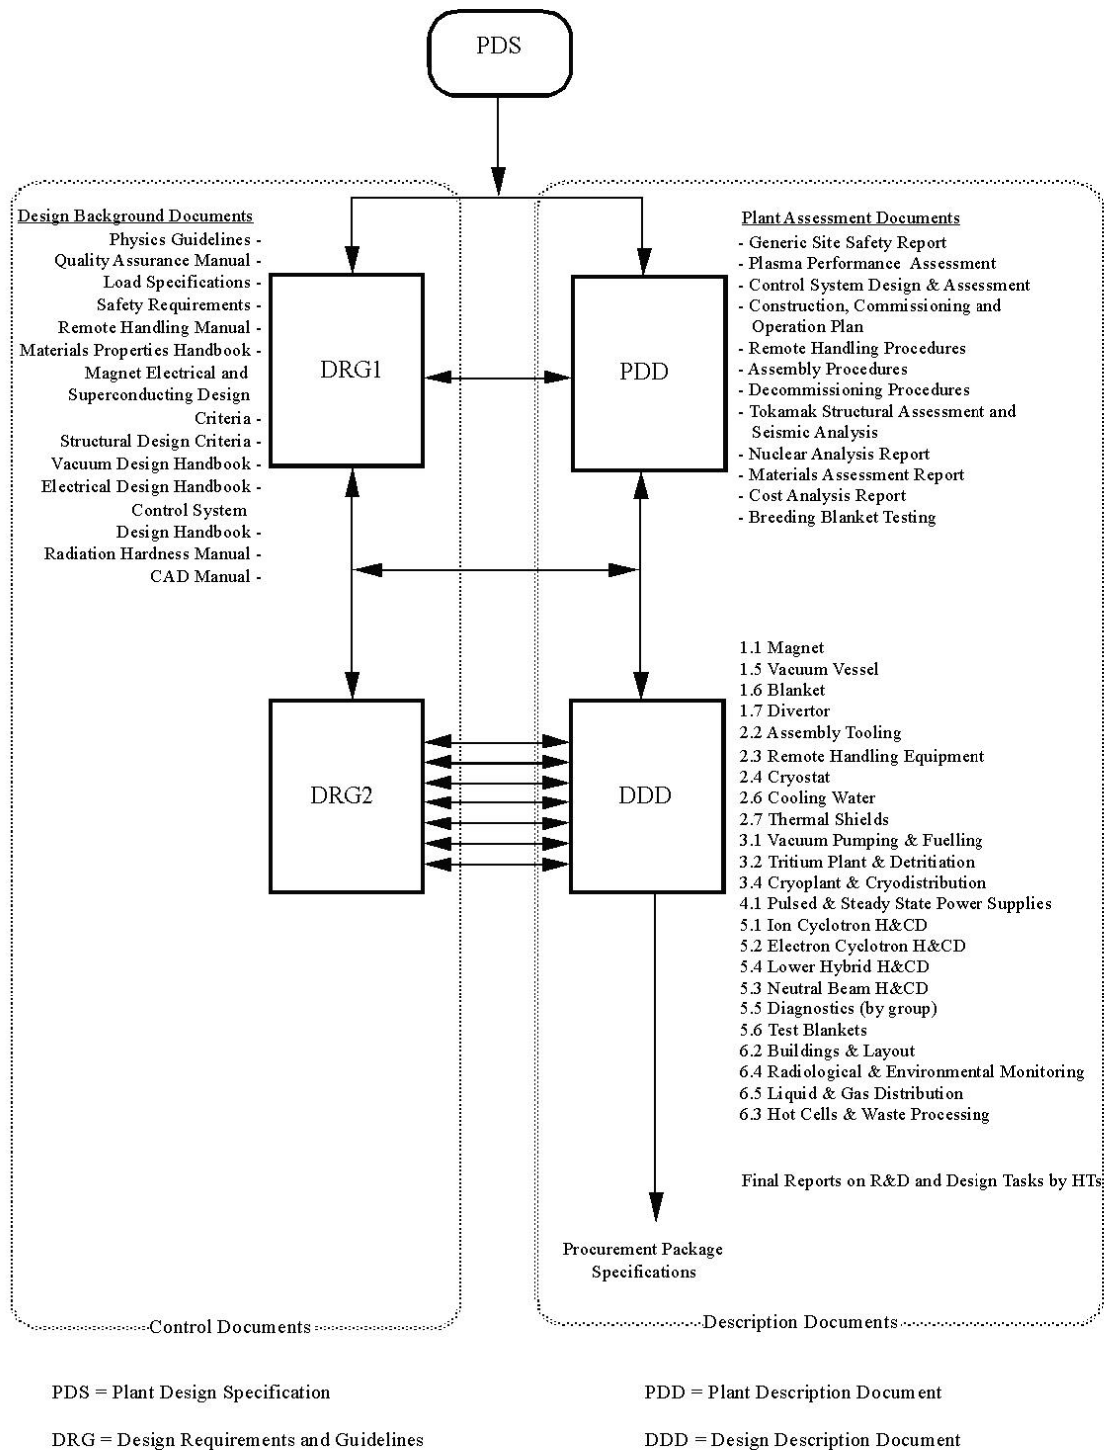 PDS
Design Background Documents
Physics Guidelines -
Quality Assurance Manual -
Load Specifications -
Safety Requirements -
Remote Handling Manual -
Materials Properties Handbook -
Magnet Electrical and
Superconducting Design
Criteria -
Structural Design Criteria -
Vacuum Design Handbook -
Electrical Design Handbook -
Control System
Design Handbook -
Radiation Hardness Manual -
CAD Manual -
DRG1
PDD
Plant Assessment Documents
- Generic Site Safety Report
- Plasma Performance Assessment
- Control System Design & Assessment
- Construction, Commissioning and
Operation Plan
- Remote Handling Procedures
- Assembly Procedures
- Decommissioning Procedures
- Tokamak Structural Assessment and
Seismic Analysis
- Nuclear Analysis Report
- Materials Assessment Report
- Cost Analysis Report
- Breeding Blanket Testing
DRG2
DDD
1.1 Magnet
1.5 Vacuum Vessel
1.6 Blanket
1.7 Divertor
2.2 Assembly Tooling
2.3 Remote Handling Equipment
2.4 Cryostat
2.6 Cooling Water
2.7 Thermal Shields
3.1 Vacuum Pumping & Fuelling
3.2 Tritium Plant & Detritiation
3.4 Cryoplant & Cryodistribution
4.1 Pulsed & Steady State Power Supplies
5.1 Ion Cyclotron H&CD
5.2 Electron Cyclotron H&CD
5.4 Lower Hybrid H&CD
5.3 Neutral Beam H&CD
5.5 Diagnostics (by group)
5.6 Test Blankets
6.2 Buildings & Layout
6.4 Radiological & Environmental Monitoring
6.5 Liquid & Gas Distribution
6.3 Hot Cells & Waste Processing
Final Reports on R&D and Design Tasks by HTs
Procurement Package
Specifications
Control Documents
Description Documents
PDS = Plant Design Specification
PDD = Plant Description Document
DRG = Design Requirements and Guidelines
DDD = Design Description Document